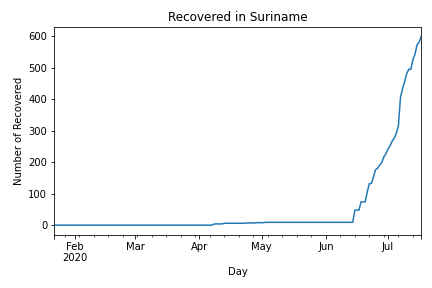 Recovered in Suriname
Number of Recovered
600
500
400
300
200
100
0
Feb
2020
Mar
Apr
May
Jun
Jul
Day